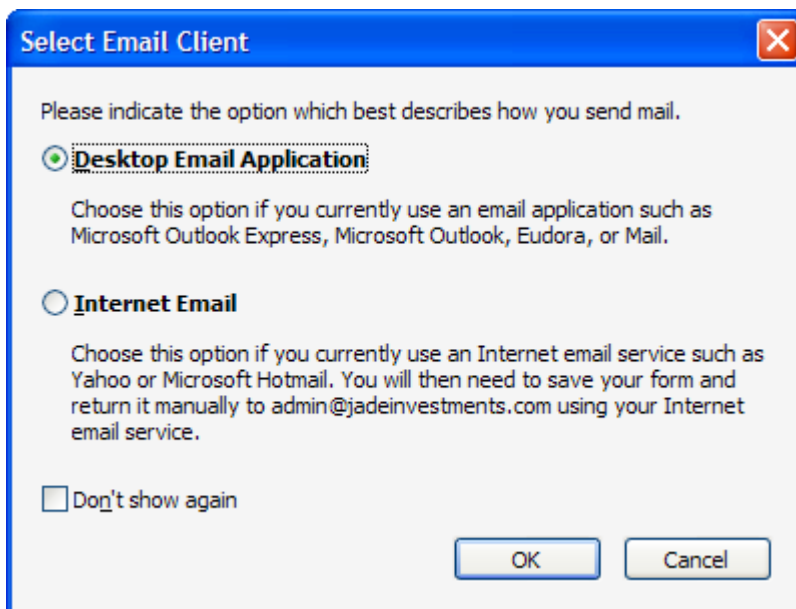 Select Email Client
Please indicate the option which best describes how you send mail.
Desktop Email Application
Choose this option if you currently use an email application such as
Microsoft Outlook Express, Microsoft Outlook, Eudora, or Mail.
Internet Email
Choose this option if you currently use an Internet email service such as
Yahoo or Microsoft Hotmail. You will then need to save your form and
return it manually to admin@jadeinvestments.com using your Internet
email service.
Don't show again
OK Cancel